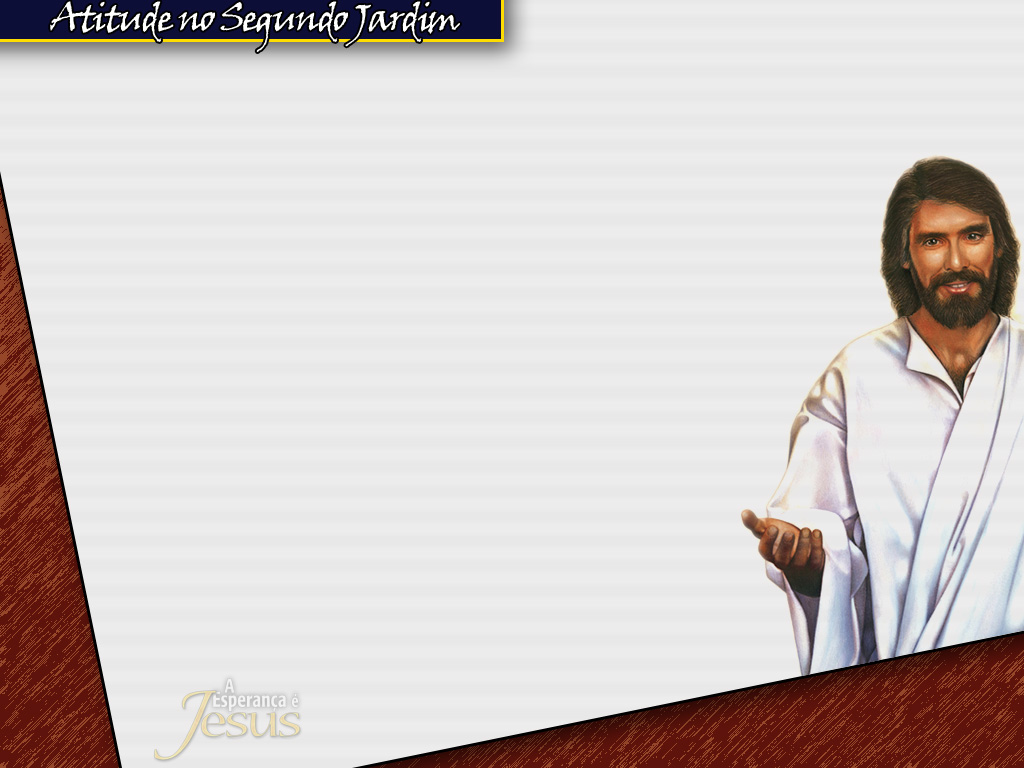 Atitude no Segundo Jardim
A
Esperança é
Jesus